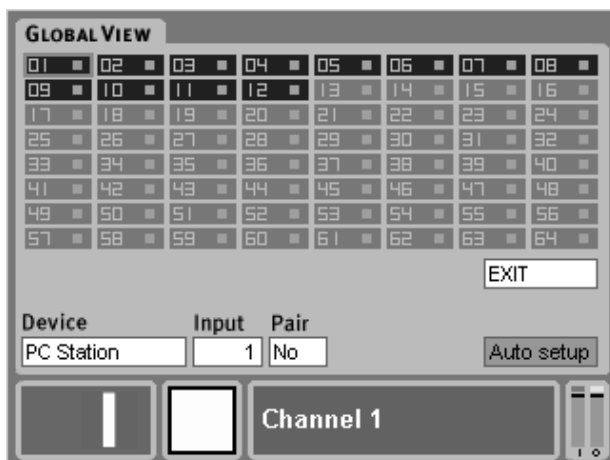 GLOBAL VIEW
01 02 03 04 05 06 07 08
09 10 11 12 13 14 15 16
17 18 19 20 21 22 23 24
25 26 27 28 29 30 31 32
33 34 35 36 37 38 39 40
41 42 43 44 45 46 47 48
49 50 51 52 53 54 55 56
57 58 59 60 61 62 63 64
EXIT
Device Input Pair
PC Station 1 No Auto setup
1 Channel 1
I O